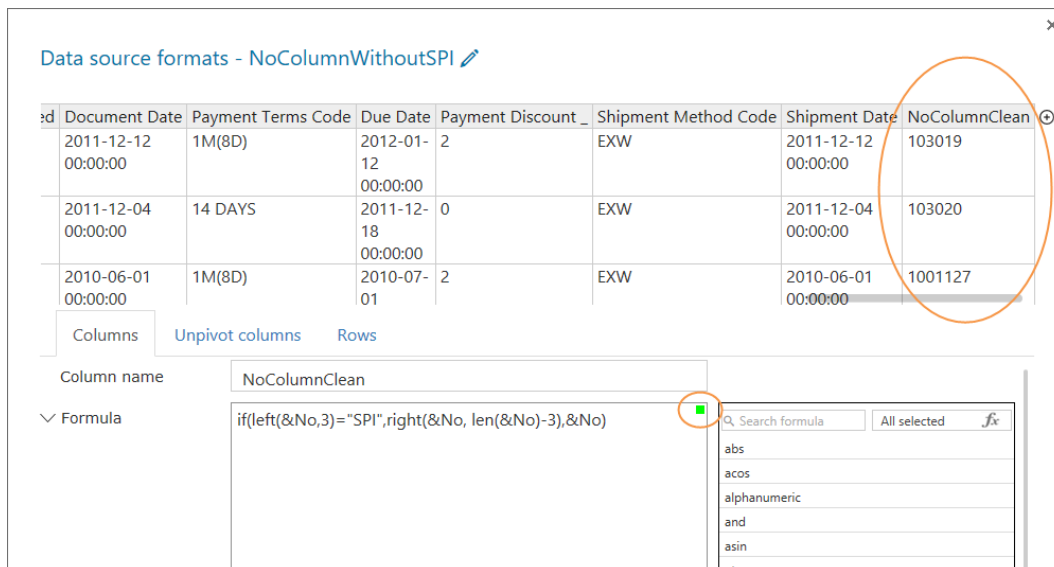 Data source formats - NoColumnWithoutSPI
ed Document Date Payment Terms Code Due Date Payment Discount _ Shipment Method Code Shipment Date NoColumnClean
2011-12-12 1M(8D) 2012-01- 2 EXW 2011-12-12 103019
00:00:00 12 00:00:00
00:00:00
2011-12-04 14 DAYS 2011-12- 0 EXW 2011-12-04 103020
00:00:00 18 00:00:00
00:00:00
2010-06-01 1M(8D) 2010-07- 2 EXW 2010-06-01 1001127
00:00:00 01 00:00:00
Columns Unpivot columns Rows
Column name NoColumnClean
Formula if(left(&No,3)="SPI",right(&No, len(&No)-3),&No) Search formula All selected fx
abs
acos
alphanumeric
and
asin